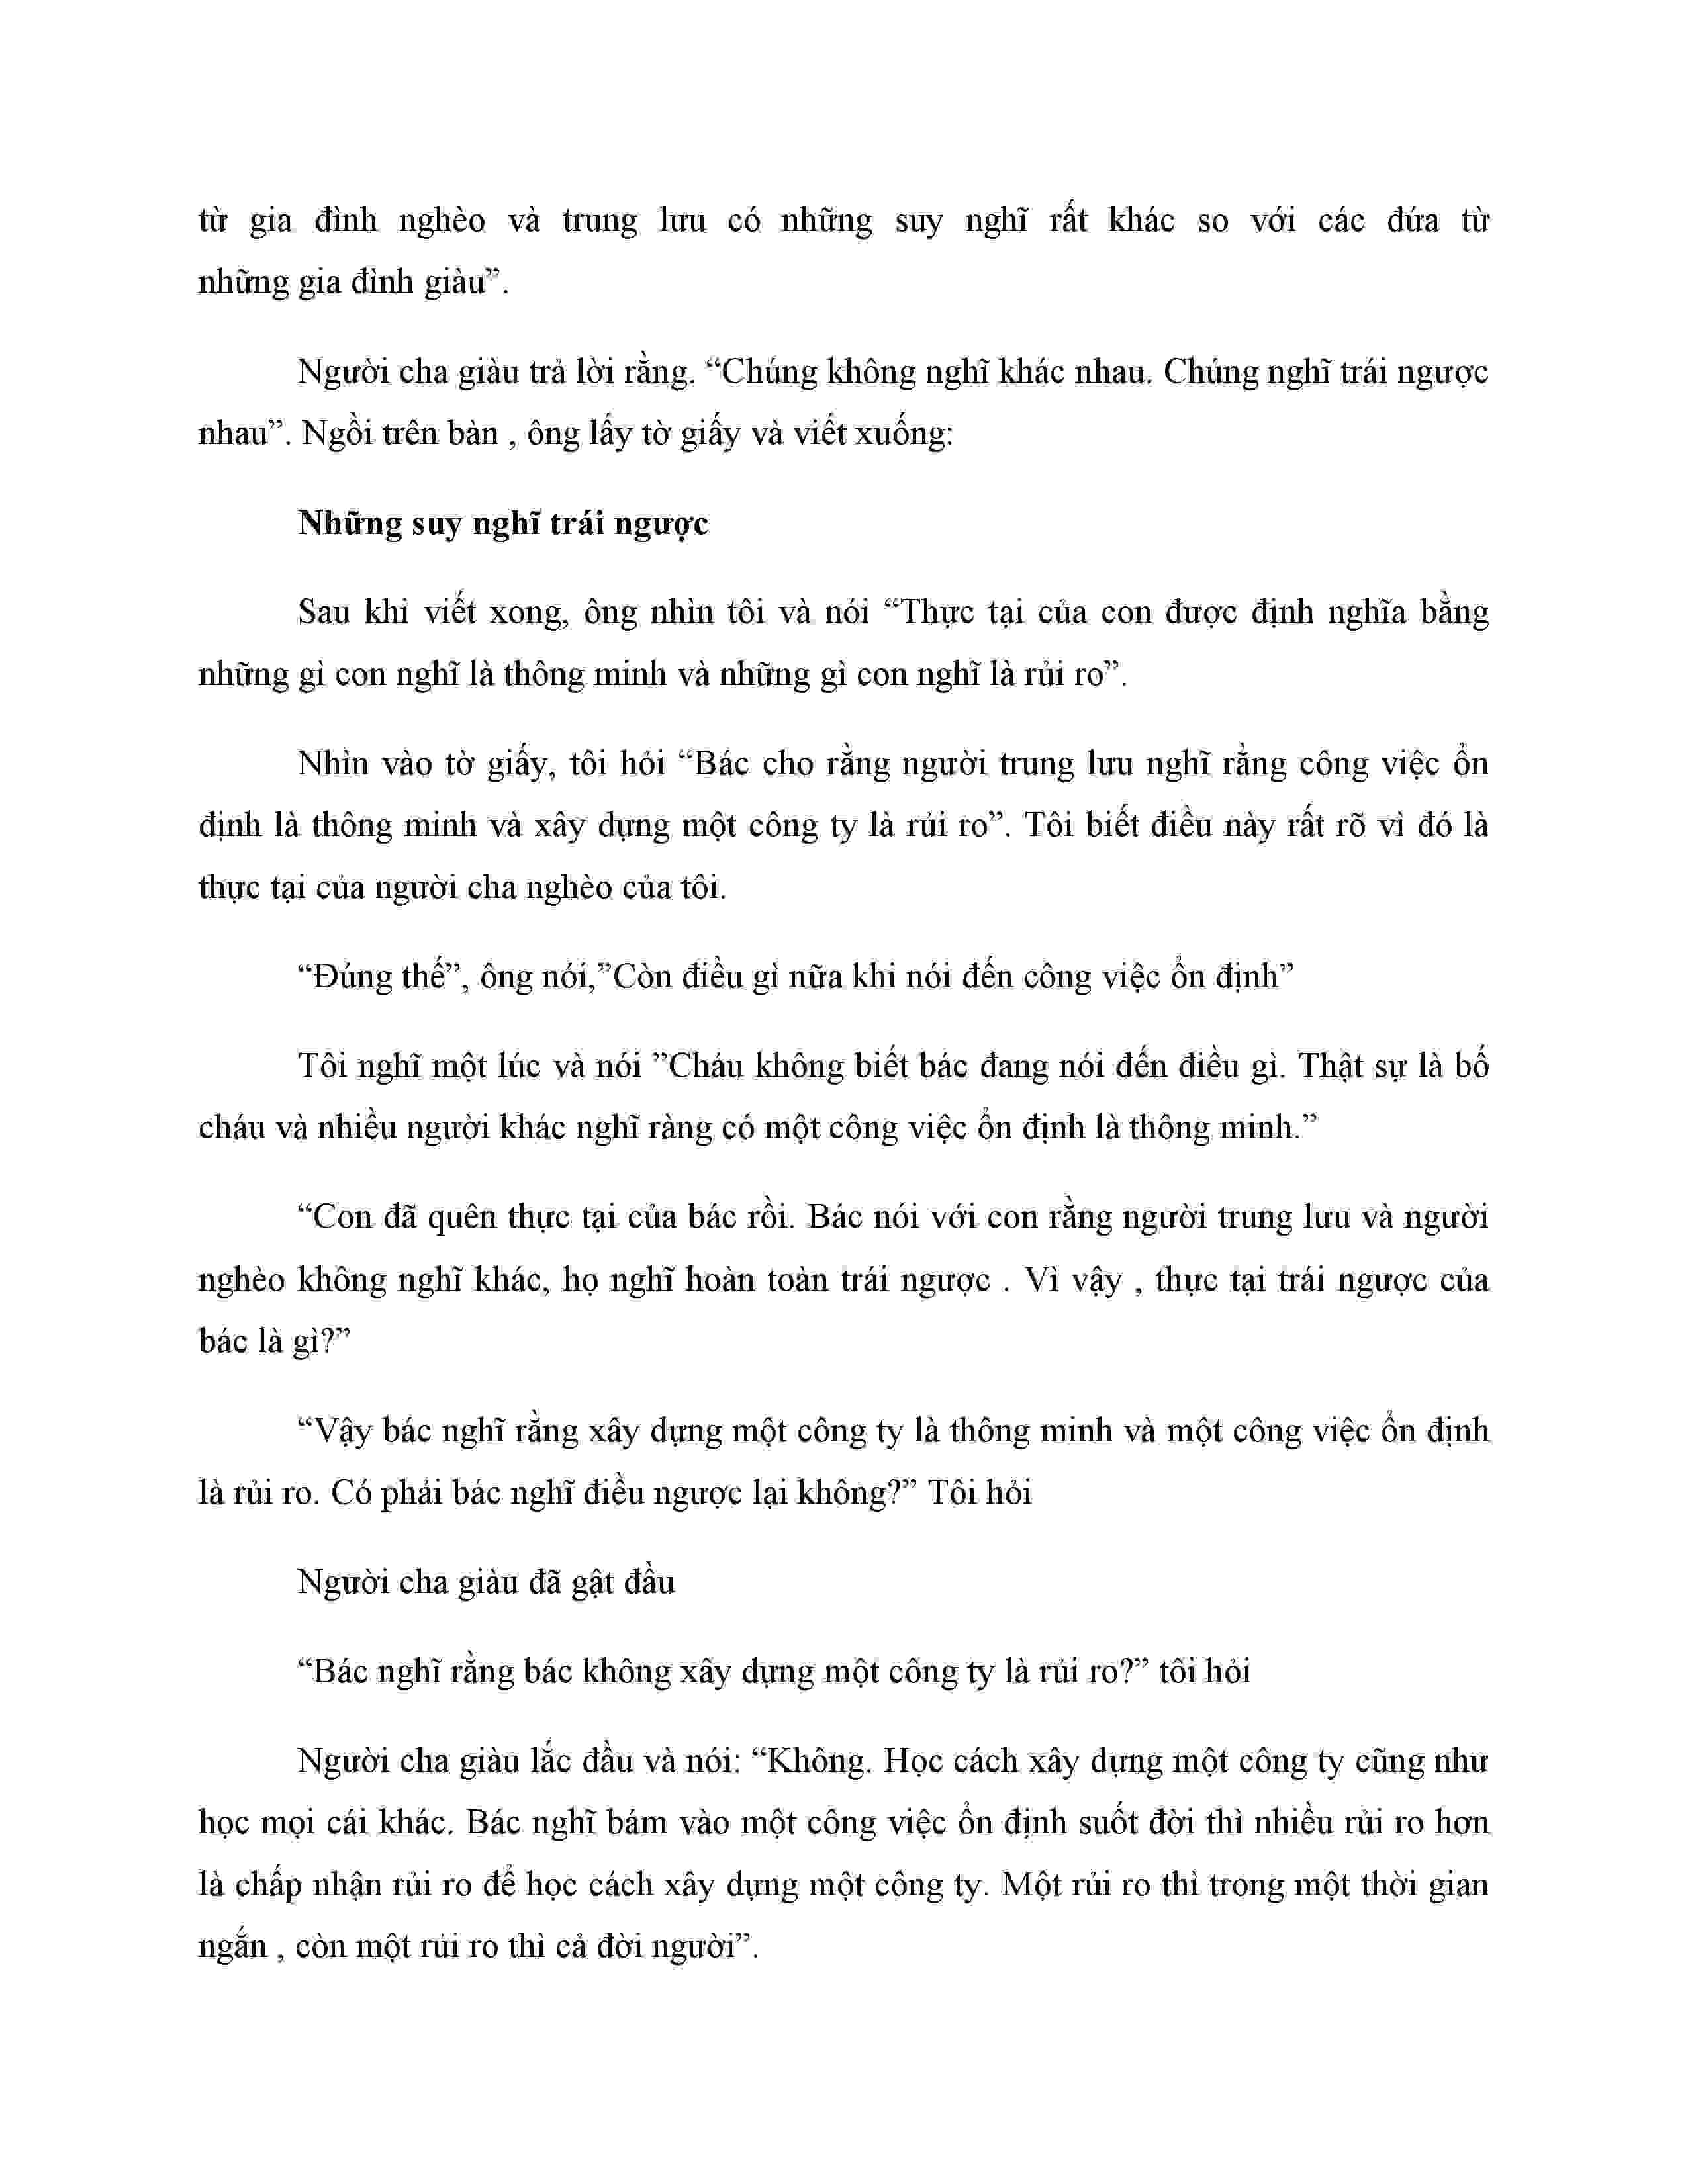 từ gia đình nghèo và trung lưu có những suy nghĩ rất khác so với các đứa từ
những gia đình giàu”.
Người cha giàu trả lời rằng. “Chúng không nghĩ khác nhau. Chúng nghĩ trái ngược
nhau”. Ngồi trên bàn , ông lấy tờ giấy và viết xuống:
Những suy nghĩ trái ngược
Sau khi viết xong, ông nhìn tôi và nói “Thực tại của con được định nghĩa bằng
những gì con nghĩ là thông minh và những gì con nghĩ là rủi ro”.
Nhìn vào tờ giấy, tôi hỏi “Bác cho rằng người trung lưu nghĩ rằng công việc ổn
định là thông minh và xây dựng một công ty là rủi ro”. Tôi biết điều này rất rõ vì đó là
thực tại của người cha nghèo của tôi.
“Đúng thế”, ông nói,”Còn điều gì nữa khi nói đến công việc ổn định”
Tôi nghĩ một lúc và nói ”Cháu không biết bác đang nói đến điều gì. Thật sự là bố
cháu và nhiều người khác nghĩ ràng có một công việc ổn định là thông minh.”
“Con đã quên thực tại của bác rồi. Bác nói với con rằng người trung lưu và người
nghèo không nghĩ khác, họ nghĩ hoàn toàn trái ngược . Vì vậy , thực tại trái ngược của
bác là gì?”
“Vậy bác nghĩ rằng xây dựng một công ty là thông minh và một công việc ổn định
là rủi ro. Có phải bác nghĩ điều ngược lại không?” Tôi hỏi
Người cha giàu đã gật đầu
“Bác nghĩ rằng bác không xây dựng một công ty là rủi ro?” tôi hỏi
Người cha giàu lắc đầu và nói: “Không. Học cách xây dựng một công ty cũng như
học mọi cái khác. Bác nghĩ bám vào một công việc ổn định suốt đời thì nhiều rủi ro hơn
là chấp nhận rủi ro để học cách xây dựng một công ty. Một rủi ro thì trong một thời gian
ngắn , còn một rủi ro thì cả đời người”.